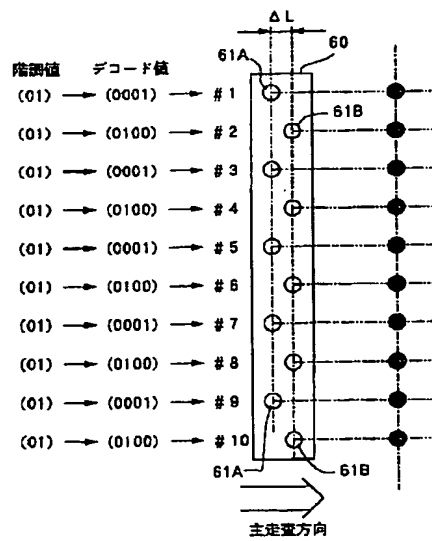 ΔL
61A 60
階調値 デコード値
(01) → (0001) → #1
(01) → (0100) → #2 61B
(01) → (0001) → #3
(01) → (0100) → #4
(01) → (0001) → #5
(01) → (0100) → #6
(01) → (0001) → #7
(01) → (0100) → #8
(01) → (0001) → #9
(01) → (0100) → #10
61A 61B
主走査方向